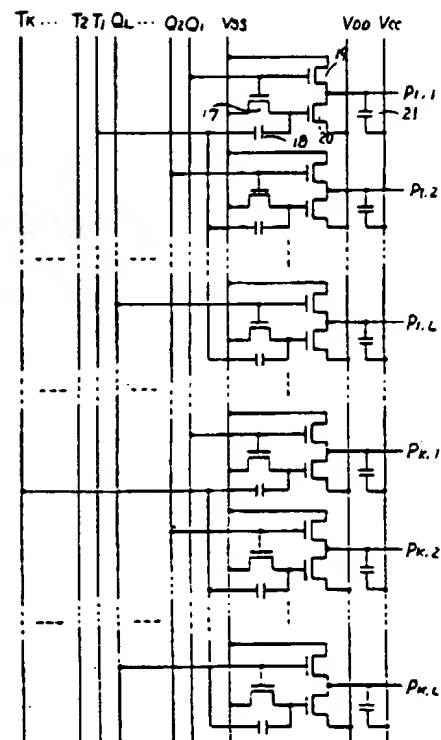 TK ··· T2 T1 QL ··· Q2 Q1 VSS VDD VCC
19
P1,1
17
20
21
18
P1,2
P1,L
PK,1
PK,2
PK,L